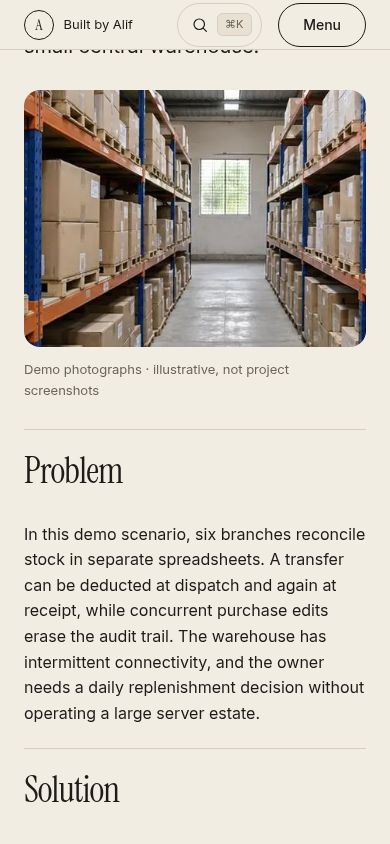 A Built by Alif ⌘K Menu
small central warehouse.
Demo photographs · illustrative, not project
screenshots
Problem
In this demo scenario, six branches reconcile
stock in separate spreadsheets. A transfer
can be deducted at dispatch and again at
receipt, while concurrent purchase edits
erase the audit trail. The warehouse has
intermittent connectivity, and the owner
needs a daily replenishment decision without
operating a large server estate.
Solution